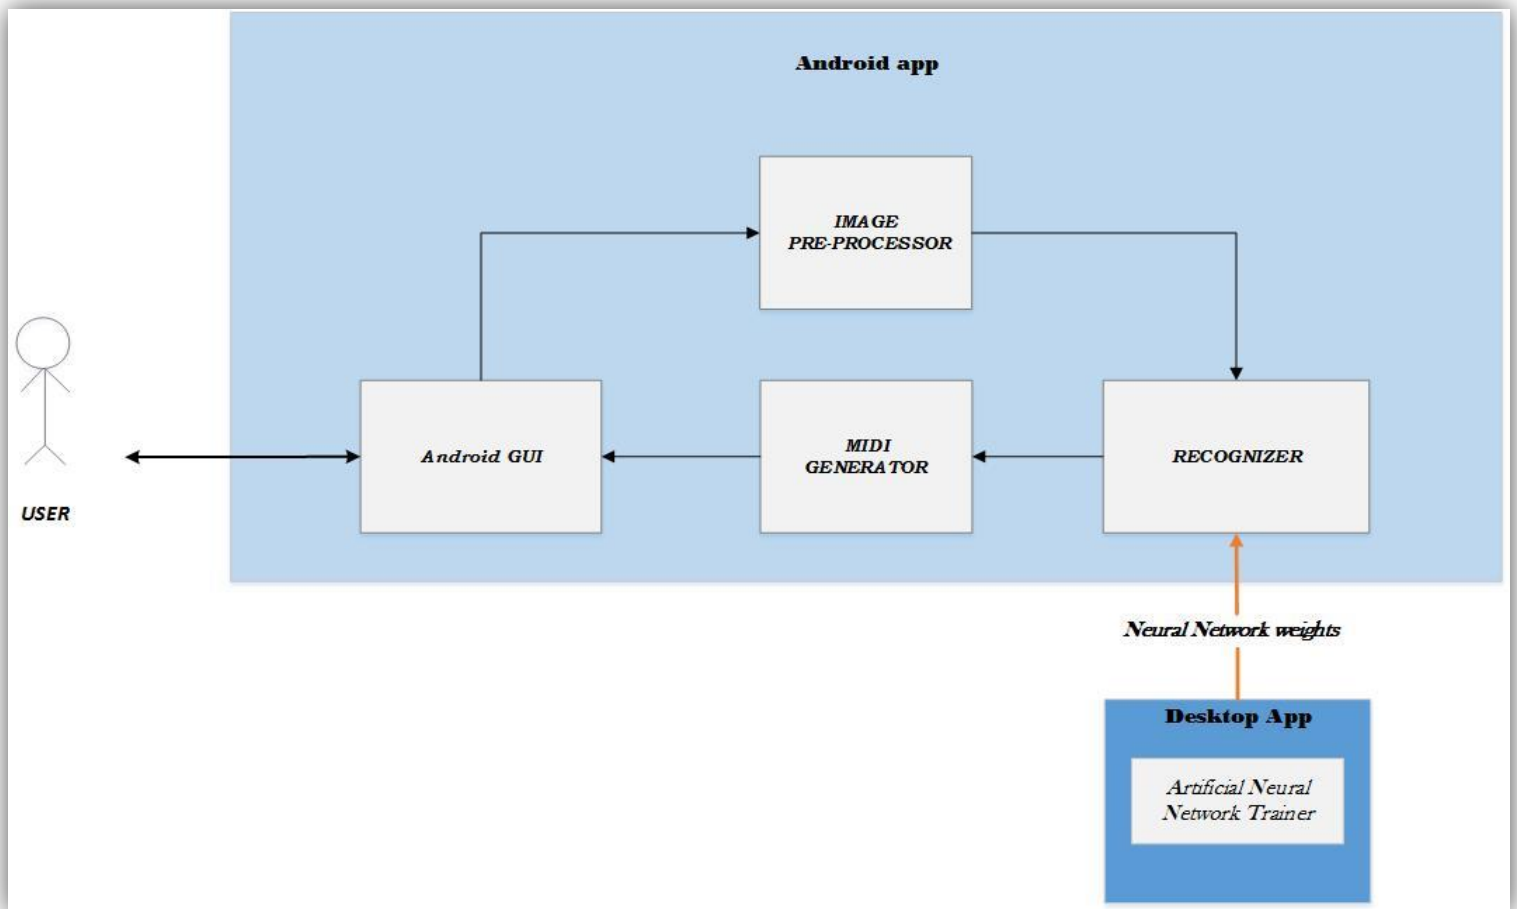 Android app
IMAGE
PRE-PROCESSOR
Android GUI
MIDI
GENERATOR
RECOGNIZER
USER
Neural Network weights
Desktop App
Artificial Neural
Network Trainer